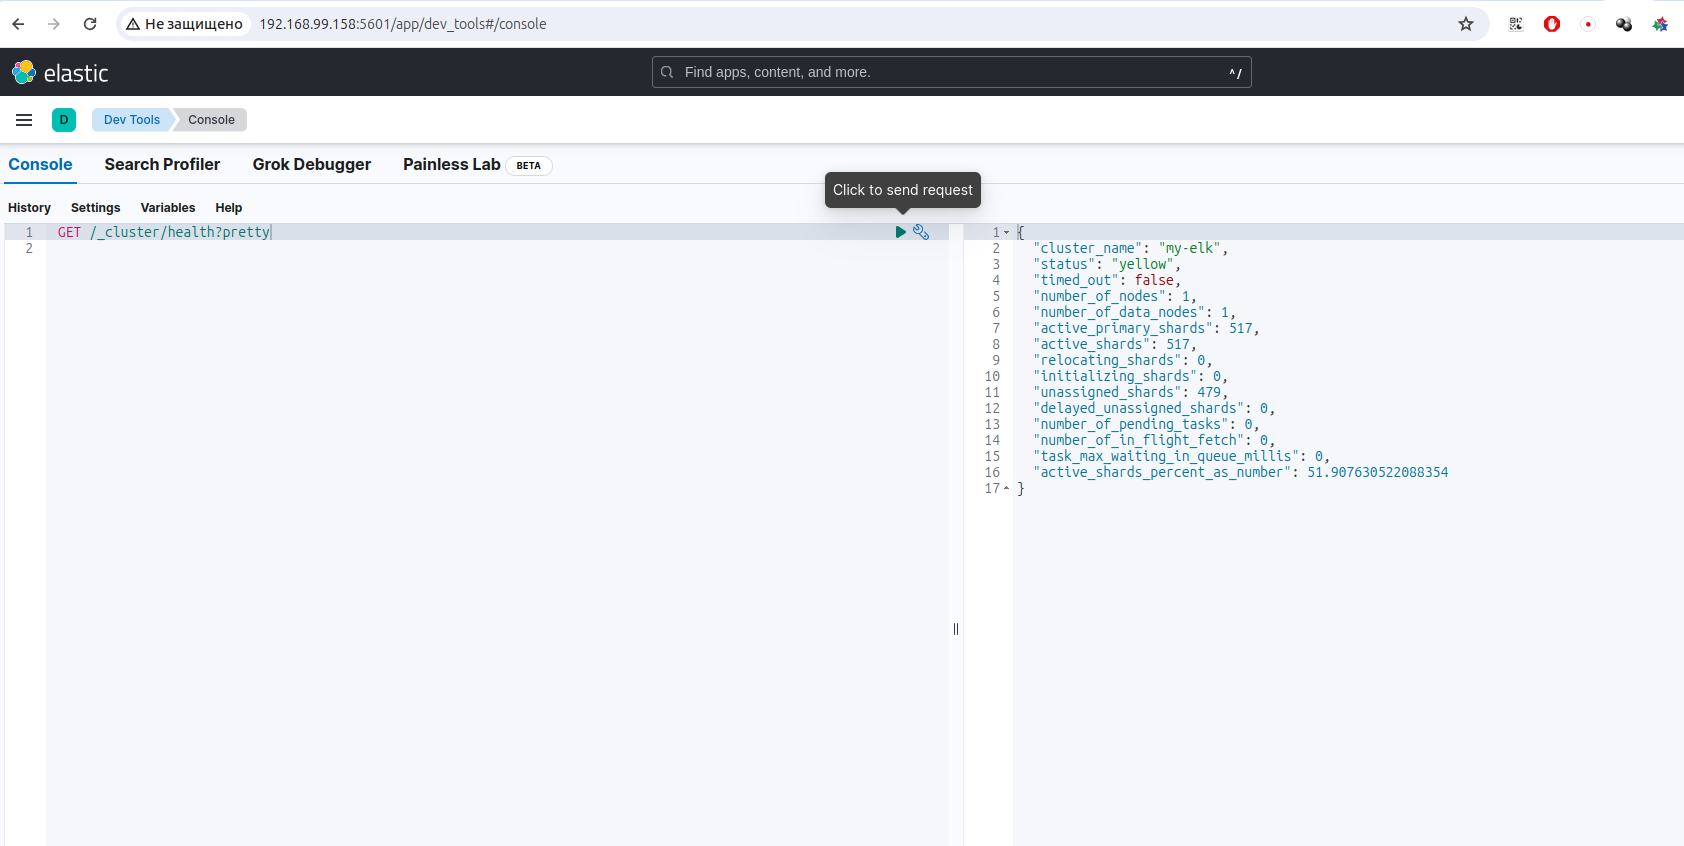 Не защищено 192.168.99.158:5601/app/dev_tools#/console
elastic Find apps, content, and more. ^ /
D Dev Tools Console
Console Search Profiler Grok Debugger Painless Lab BETA
Click to send request
History Settings Variables Help
1 GET /_cluster/health?pretty
2
1 {
2 "cluster_name": "my-elk",
3 "status": "yellow",
4 "timed_out": false,
5 "number_of_nodes": 1,
6 "number_of_data_nodes": 1,
7 "active_primary_shards": 517,
8 "active_shards": 517,
9 "relocating_shards": 0,
10 "initializing_shards": 0,
11 "unassigned_shards": 479,
12 "delayed_unassigned_shards": 0,
13 "number_of_pending_tasks": 0,
14 "number_of_in_flight_fetch": 0,
15 "task_max_waiting_in_queue_millis": 0,
16 "active_shards_percent_as_number": 51.907630522088354
17 }